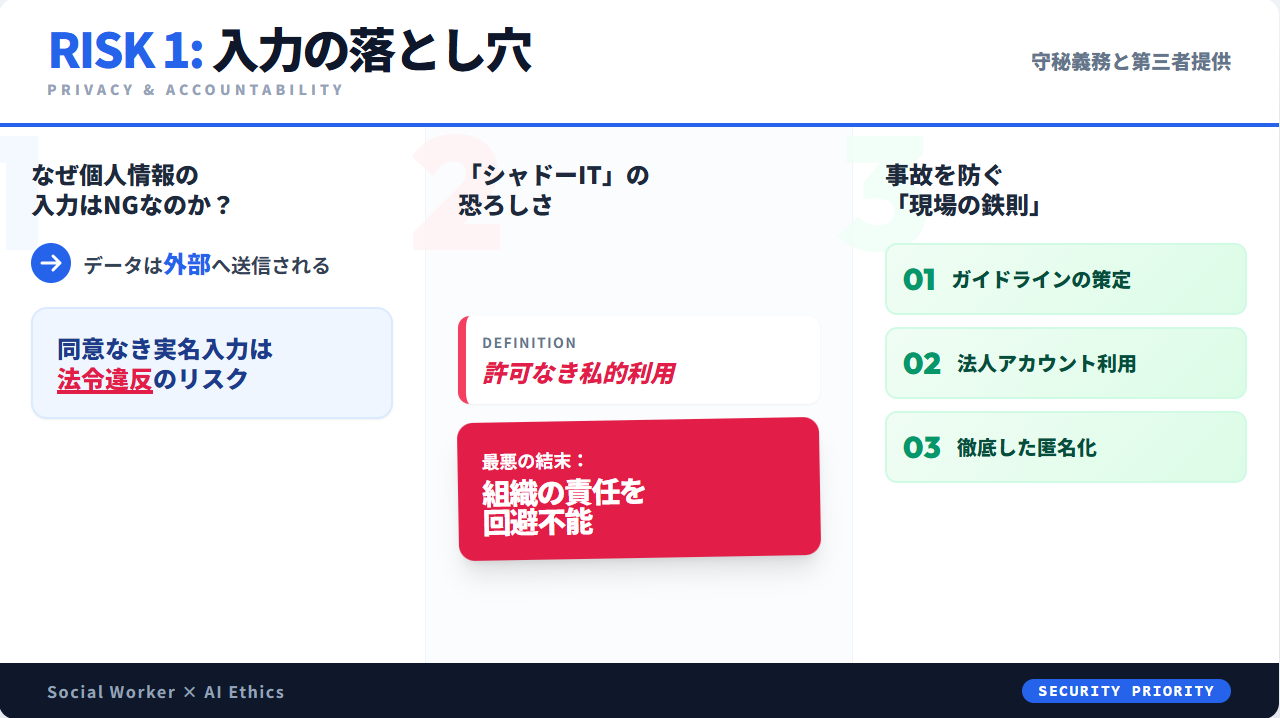 RISK 1: 入力の落とし穴
PRIVACY & ACCOUNTABILITY
守秘義務と第三者提供
1
なぜ個人情報の
入力はNGなのか？
データは外部へ送信される
同意なき実名入力は
法令違反のリスク
2
「シャドーIT」の
恐ろしさ
DEFINITION
許可なき私的利用
最悪の結末：
組織の責任を
回避不能
3
事故を防ぐ
「現場の鉄則」
01 ガイドラインの策定
02 法人アカウント利用
03 徹底した匿名化
Social Worker × AI Ethics
SECURITY PRIORITY